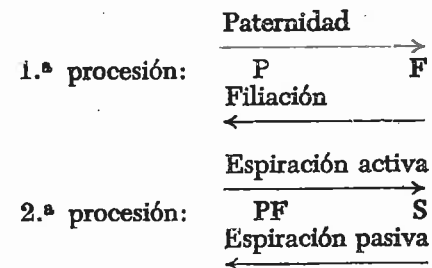 Paternidad
1.ª procesión: P F
Filiación
Espiración activa
2.ª procesión: PF S
Espiración pasiva